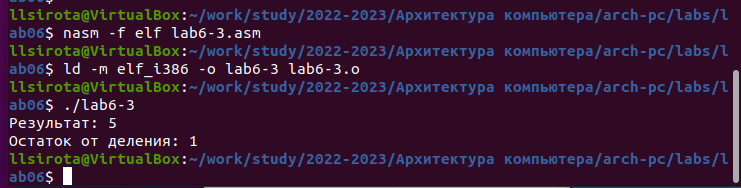 llsirota@VirtualBox:~/work/study/2022-2023/Архитектура компьютера/arch-pc/labs/l
ab06$ nasm -f elf lab6-3.asm
llsirota@VirtualBox:~/work/study/2022-2023/Архитектура компьютера/arch-pc/labs/l
ab06$ ld -m elf_i386 -o lab6-3 lab6-3.o
llsirota@VirtualBox:~/work/study/2022-2023/Архитектура компьютера/arch-pc/labs/l
ab06$ ./lab6-3
Результат: 5
Остаток от деления: 1
llsirota@VirtualBox:~/work/study/2022-2023/Архитектура компьютера/arch-pc/labs/l
ab06$